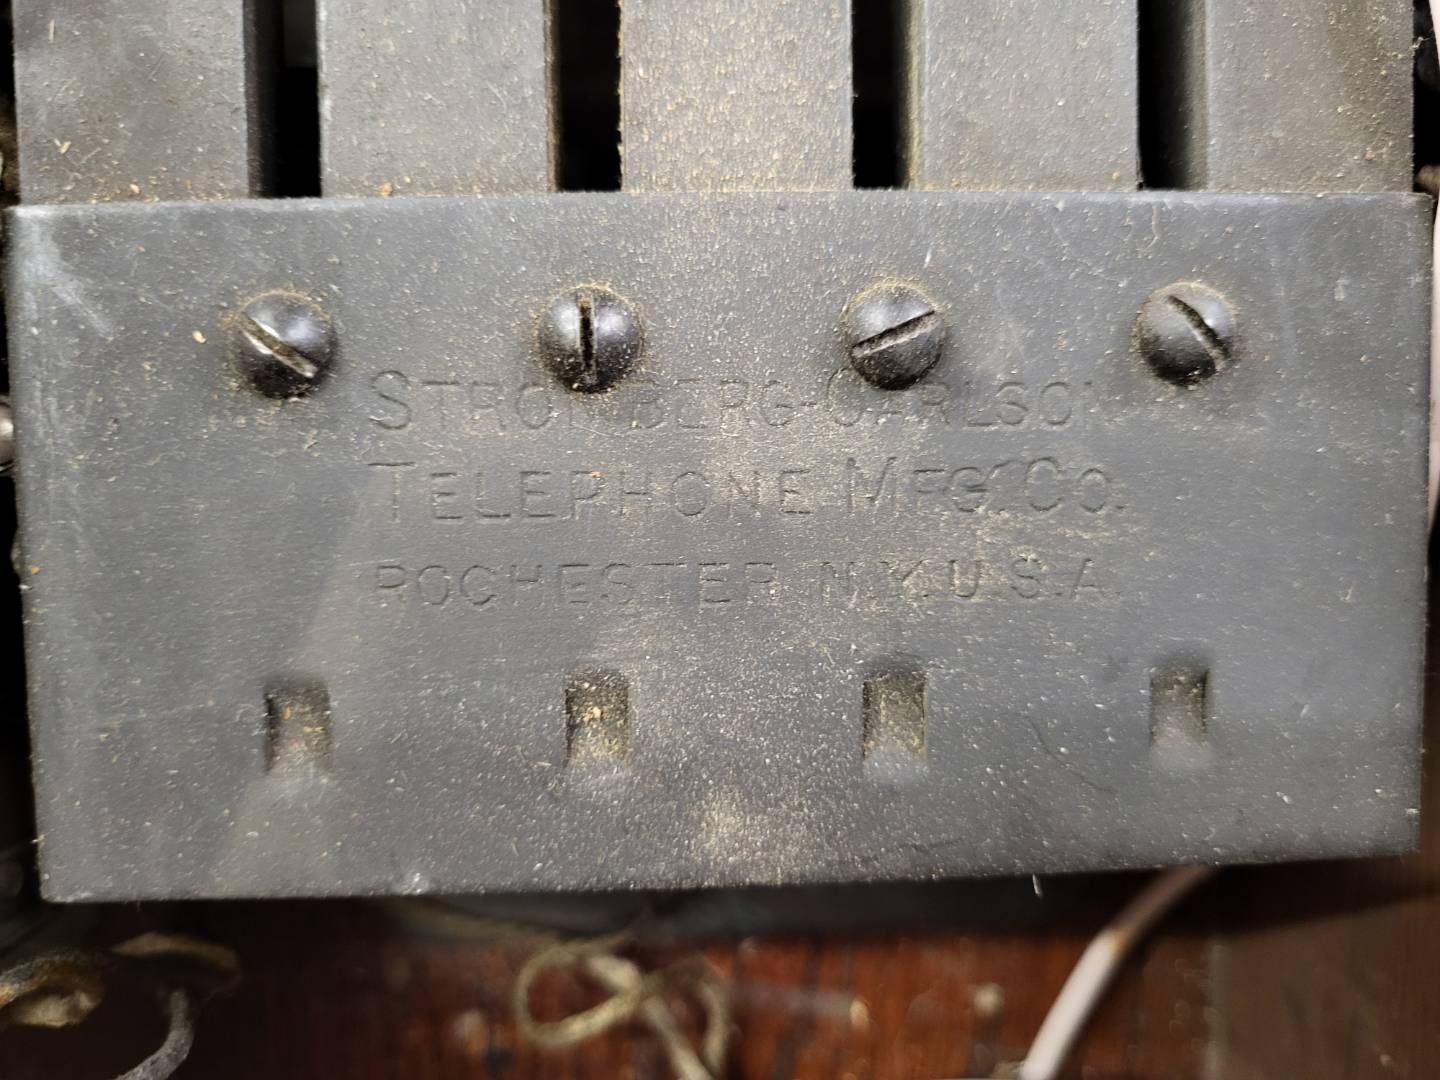 STROMBERG-CARLSON
TELEPHONE MFG. CO.
ROCHESTER N.Y. U.S.A.